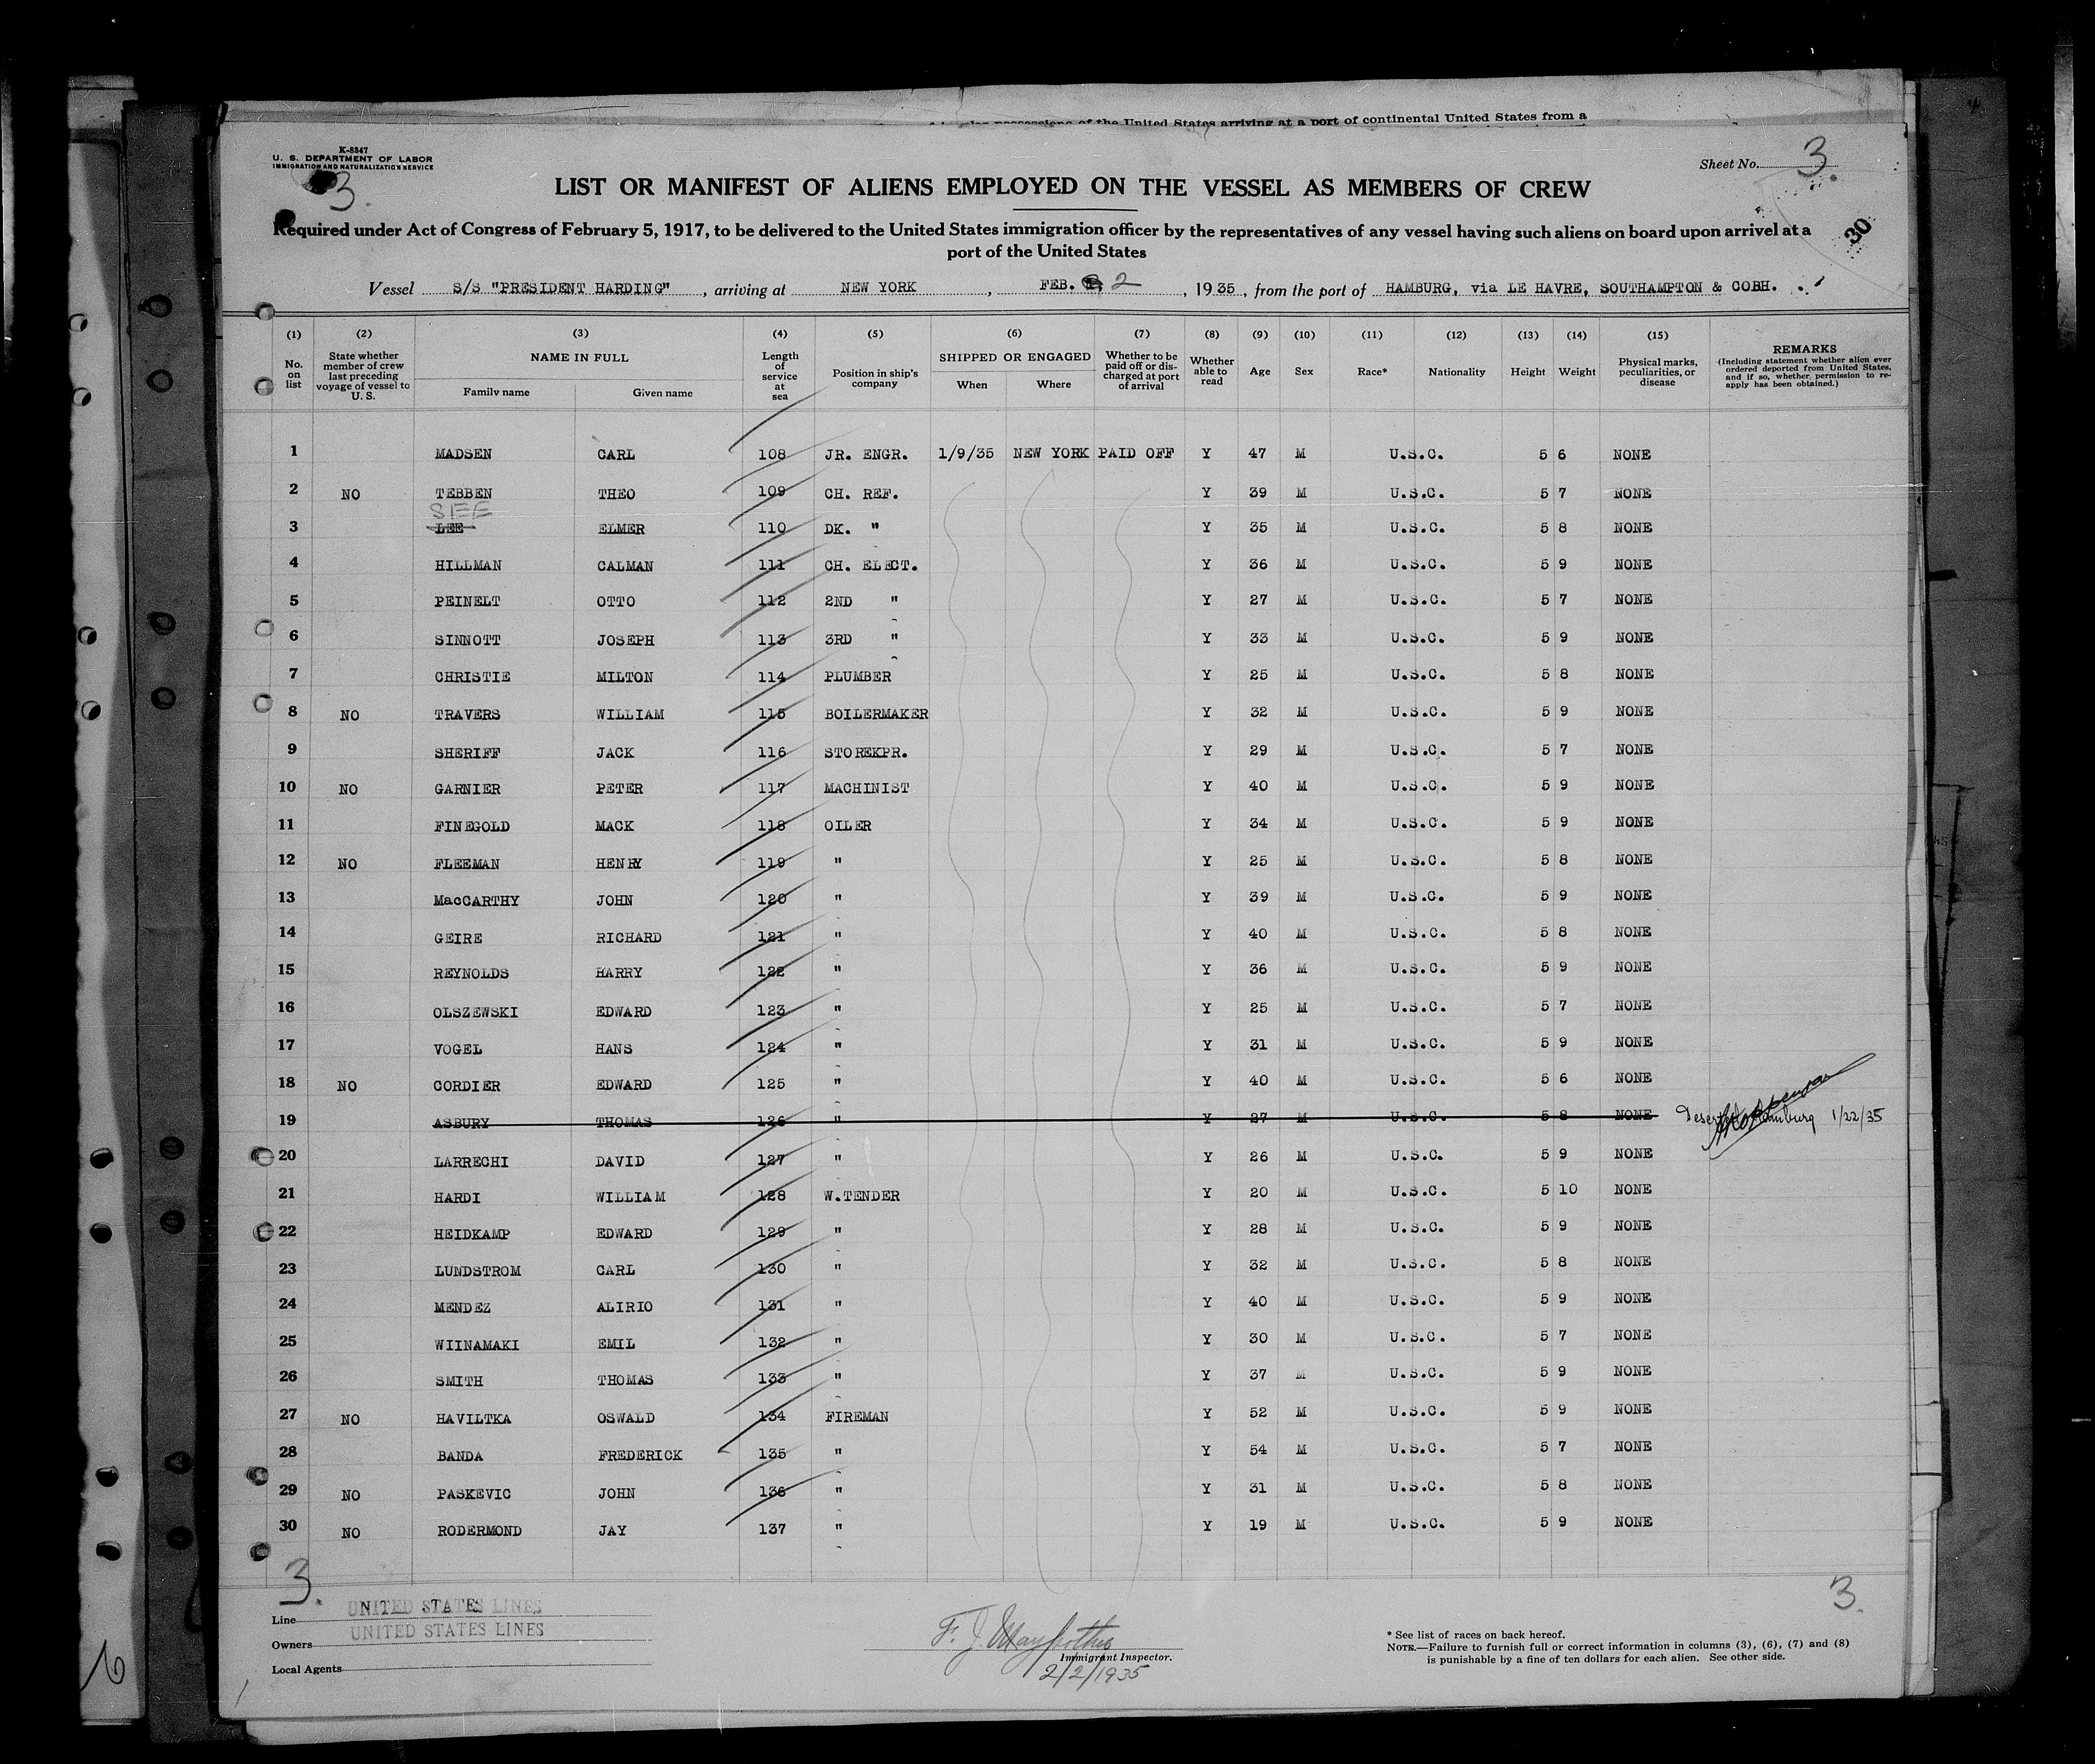 of the United States arriving at a port of continental United States from a
K-8347
U. S. DEPARTMENT OF LABOR
IMMIGRATION AND NATURALIZATION SERVICE
3.
Sheet No. 3.
LIST OR MANIFEST OF ALIENS EMPLOYED ON THE VESSEL AS MEMBERS OF CREW
Required under Act of Congress of February 5, 1917, to be delivered to the United States immigration officer by the representatives of any vessel having such aliens on board upon arrival at a
port of the United States
30
Vessel S/S "PRESIDENT HARDING", arriving at NEW YORK, FEB. 2, 1935, from the port of HAMBURG, via LE HAVRE, SOUTHAMPTON & COBH.
(1) (2) (3) (4) (5) (6) (7) (8) (9) (10) (11) (12) (13) (14) (15)
No. on list
State whether member of crew last preceding voyage of vessel to U. S.
NAME IN FULL
Family name
Given name
Length of service at sea
Position in ship's company
SHIPPED OR ENGAGED
When
Where
Whether to be paid off or discharged at port of arrival
Whether able to read
Age
Sex
Race*
Nationality
Height
Weight
Physical marks, peculiarities, or disease
REMARKS
(Including statement whether alien ever ordered deported from United States, and if so, whether permission to reapply has been obtained.)
1 MADSEN CARL 108 JR. ENGR. 1/9/35 NEW YORK PAID OFF Y 47 M U.S.C. 5 6 NONE
2 NO TEBBEN THEO 109 CH. REF. Y 39 M U.S.C. 5 7 NONE
SEE
3 LEE ELMER 110 DK. " Y 35 M U.S.C. 5 8 NONE
4 HILLMAN CALMAN 111 CH. ELECT. Y 36 M U.S.C. 5 9 NONE
5 PEINELT OTTO 112 2ND " Y 27 M U.S.C. 5 7 NONE
6 SINNOTT JOSEPH 113 3RD " Y 33 M U.S.C. 5 9 NONE
7 CHRISTIE MILTON 114 PLUMBER Y 25 M U.S.C. 5 8 NONE
8 NO TRAVERS WILLIAM 115 BOILERMAKER Y 32 M U.S.C. 5 9 NONE
9 SHERIFF JACK 116 STOREKPR. Y 29 M U.S.C. 5 7 NONE
10 NO GARNIER PETER 117 MACHINIST Y 40 M U.S.C. 5 9 NONE
11 FINEGOLD MACK 118 OILER Y 34 M U.S.C. 5 9 NONE
12 NO FLEEMAN HENRY 119 " Y 25 M U.S.C. 5 8 NONE
13 MacCARTHY JOHN 120 " Y 39 M U.S.C. 5 9 NONE
14 GEIRE RICHARD 121 " Y 40 M U.S.C. 5 8 NONE
15 REYNOLDS HARRY 122 " Y 36 M U.S.C. 5 9 NONE
16 OLSZEWSKI EDWARD 123 " Y 25 M U.S.C. 5 7 NONE
17 VOGEL HANS 124 " Y 31 M U.S.C. 5 9 NONE
18 NO CORDIER EDWARD 125 " Y 40 M U.S.C. 5 6 NONE
19 ASBURY THOMAS 126 " Y 27 M U.S.C. 5 8 NONE Hamburg 1/22/35
20 LARRECHI DAVID 127 " Y 26 M U.S.C. 5 9 NONE
21 HARDI WILLIAM 128 W.TENDER Y 20 M U.S.C. 5 10 NONE
22 HEIDKAMP EDWARD 129 " Y 28 M U.S.C. 5 9 NONE
23 LUNDSTROM CARL 130 " Y 32 M U.S.C. 5 8 NONE
24 MENDEZ ALIRIO 131 " Y 40 M U.S.C. 5 9 NONE
25 WIINAMAKI EMIL 132 " Y 30 M U.S.C. 5 7 NONE
26 SMITH THOMAS 133 " Y 37 M U.S.C. 5 9 NONE
27 NO HAVILTKA OSWALD 134 FIREMAN Y 52 M U.S.C. 5 9 NONE
28 BANDA FREDERICK 135 " Y 54 M U.S.C. 5 7 NONE
29 NO PASKEVIC JOHN 136 " Y 31 M U.S.C. 5 8 NONE
30 NO RODERMOND JAY 137 " Y 19 M U.S.C. 5 9 NONE
3.
3.
Line UNITED STATES LINES
Owners UNITED STATES LINES
Local Agents
F. J.
Immigrant Inspector.
2/2/1935
* See list of races on back hereof.
NOTE.—Failure to furnish full or correct information in columns (3), (6), (7) and (8)
is punishable by a fine of ten dollars for each alien. See other side.